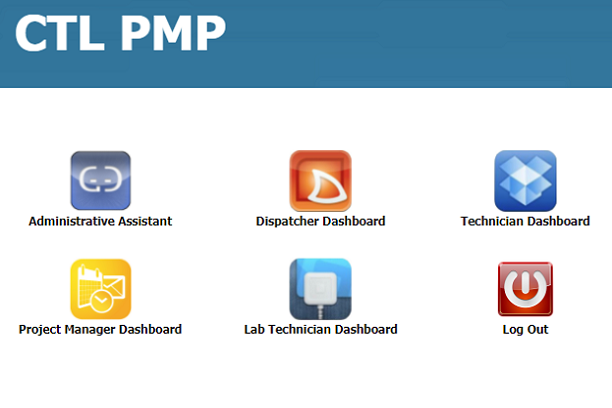 CTL PMP
Administrative Assistant
Dispatcher Dashboard
Technician Dashboard
Project Manager Dashboard
Lab Technician Dashboard
Log Out